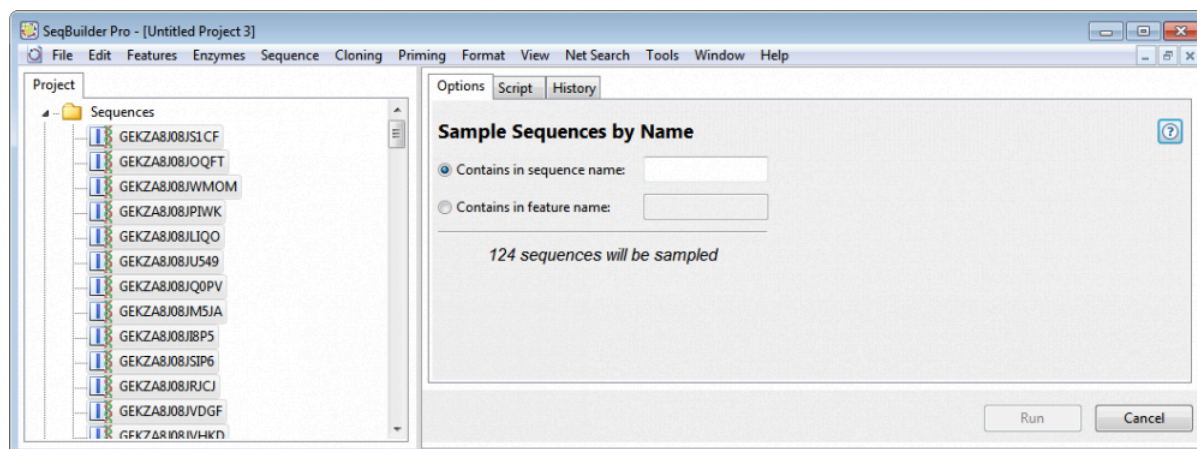 SeqBuilder Pro - [Untitled Project 3]
File Edit Features Enzymes Sequence Cloning Priming Format View Net Search Tools Window Help
Project
Sequences
GEKZA8J08JS1CF
GEKZA8J08JOQFT
GEKZA8J08JWMOM
GEKZA8J08JPIWK
GEKZA8J08JLIQO
GEKZA8J08JU549
GEKZA8J08JQ0PV
GEKZA8J08JM5JA
GEKZA8J08JI8P5
GEKZA8J08JSIP6
GEKZA8J08JRJCJ
GEKZA8J08JVDGF
GEKZA8J08JVHKD
Options Script History
Sample Sequences by Name
?
Contains in sequence name:
Contains in feature name:
124 sequences will be sampled
Run Cancel